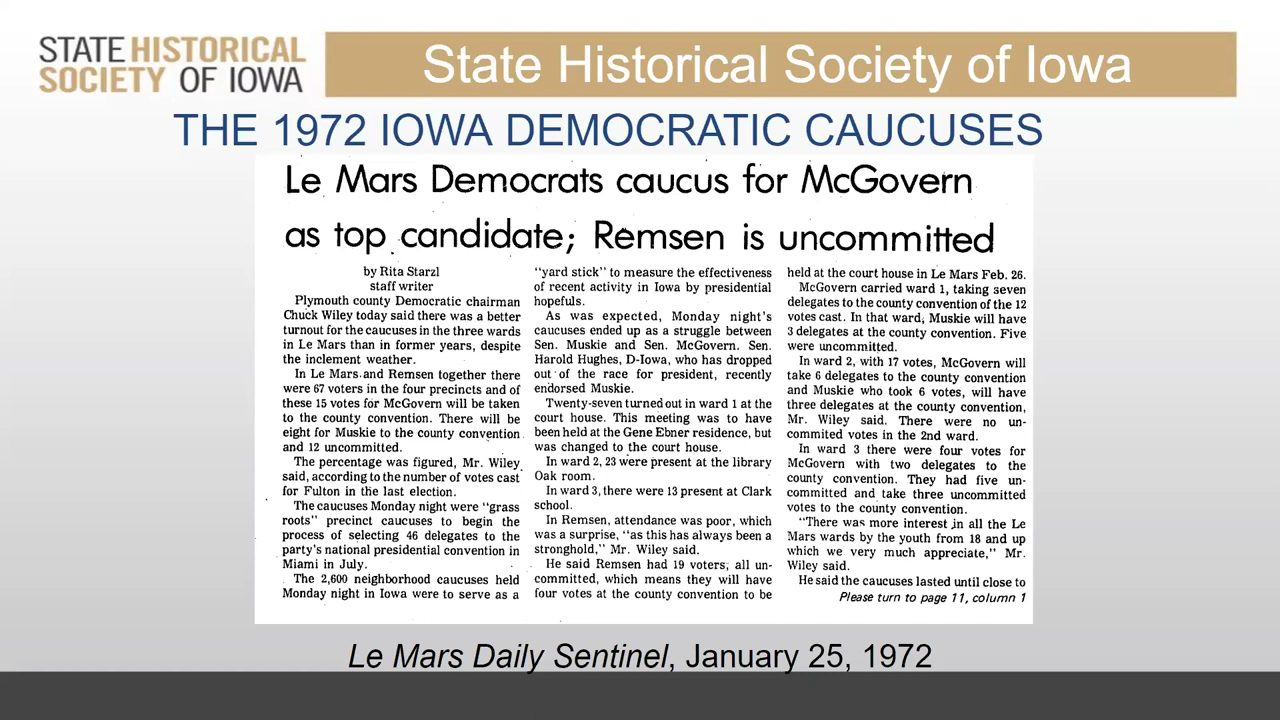 STATE HISTORICAL
SOCIETY OF IOWA
State Historical Society of Iowa
THE 1972 IOWA DEMOCRATIC CAUCUSES
Le Mars Democrats caucus for McGovern
as top candidate; Remsen is uncommitted
by Rita Starzl
staff writer
Plymouth county Democratic chairman
Chuck Wiley today said there was a better
turnout for the caucuses in the three wards
in Le Mars than in former years, despite
the inclement weather.
In Le Mars and Remsen together there
were 67 voters in the four precincts and of
these 15 votes for McGovern will be taken
to the county convention. There will be
eight for Muskie to the county convention
and 12 uncommitted.
The percentage was figured, Mr. Wiley
said, according to the number of votes cast
for Fulton in the last election.
The caucuses Monday night were "grass
roots" precinct caucuses to begin the
process of selecting 46 delegates to the
party's national presidential convention in
Miami in July.
The 2,600 neighborhood caucuses held
Monday night in Iowa were to serve as a
"yard stick" to measure the effectiveness
of recent activity in Iowa by presidential
hopefuls.
As was expected, Monday night's
caucuses ended up as a struggle between
Sen. Muskie and Sen. McGovern. Sen.
Harold Hughes, D-Iowa, who has dropped
out of the race for president, recently
endorsed Muskie.
Twenty-seven turned out in ward 1 at the
court house. This meeting was to have
been held at the Gene Ebner residence, but
was changed to the court house.
In ward 2, 23 were present at the library
Oak room.
In ward 3, there were 13 present at Clark
school.
In Remsen, attendance was poor, which
was a surprise, "as this has always been a
stronghold," Mr. Wiley said.
He said Remsen had 19 voters, all un-
committed, which means they will have
four votes at the county convention to be
held at the court house in Le Mars Feb. 26.
McGovern carried ward 1, taking seven
delegates to the county convention of the 12
votes cast. In that ward, Muskie will have
3 delegates at the county convention. Five
were uncommitted.
In ward 2, with 17 votes, McGovern will
take 6 delegates to the county convention
and Muskie who took 6 votes, will have
three delegates at the county convention,
Mr. Wiley said. There were no un-
commited votes in the 2nd ward.
In ward 3 there were four votes for
McGovern with two delegates to the
county convention. They had five un-
committed and take three uncommitted
votes to the county convention.
"There was more interest in all the Le
Mars wards by the youth from 18 and up
which we very much appreciate," Mr.
Wiley said.
He said the caucuses lasted until close to
Please turn to page 11, column 1
Le Mars Daily Sentinel, January 25, 1972